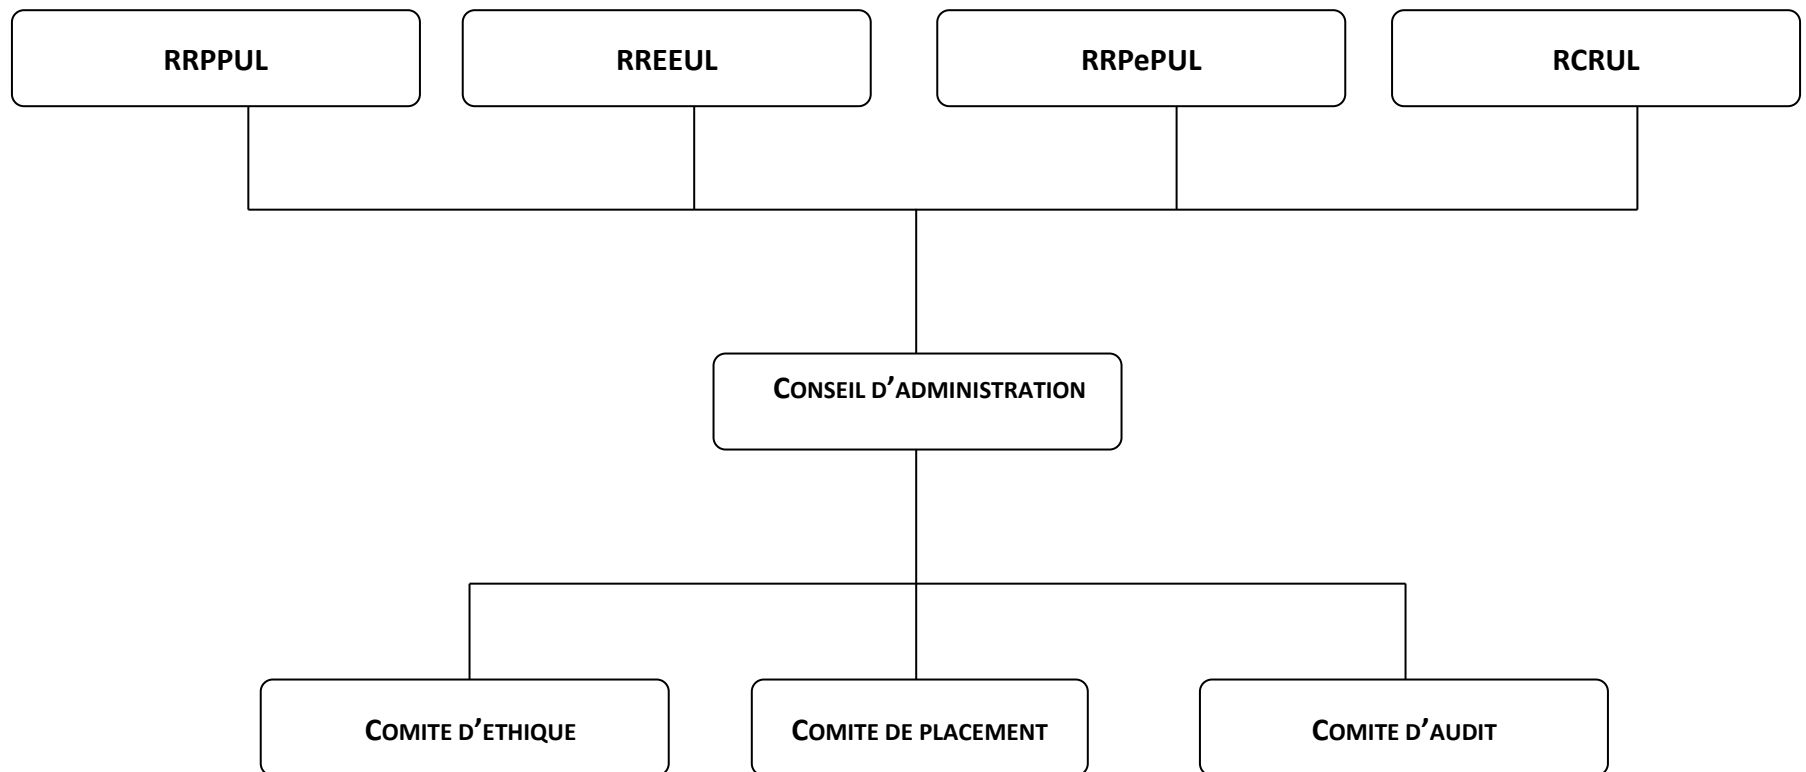 RRPPUL
RREEUL
RRPePUL
RCRUL
CONSEIL D'ADMINISTRATION
COMITE D'ETHIQUE
COMITE DE PLACEMENT
COMITE D'AUDIT